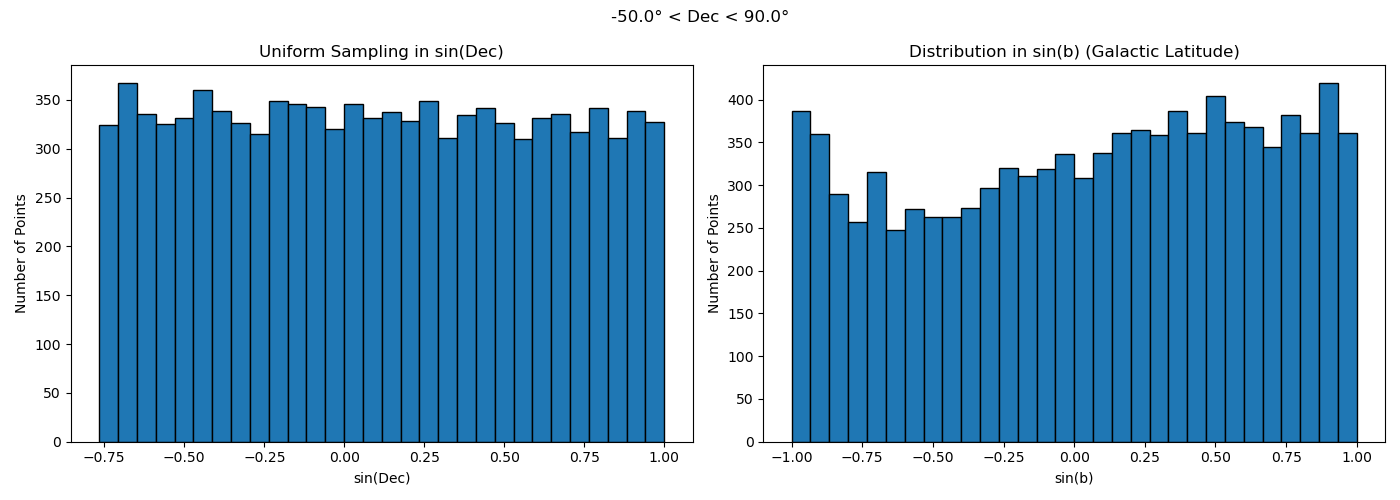 -50.0° < Dec < 90.0°
Uniform Sampling in sin(Dec)
Number of Points
350
300
250
200
150
100
50
0
−0.75 −0.50 −0.25 0.00 0.25 0.50 0.75 1.00
sin(Dec)
Distribution in sin(b) (Galactic Latitude)
Number of Points
400
350
300
250
200
150
100
50
0
−1.00 −0.75 −0.50 −0.25 0.00 0.25 0.50 0.75 1.00
sin(b)